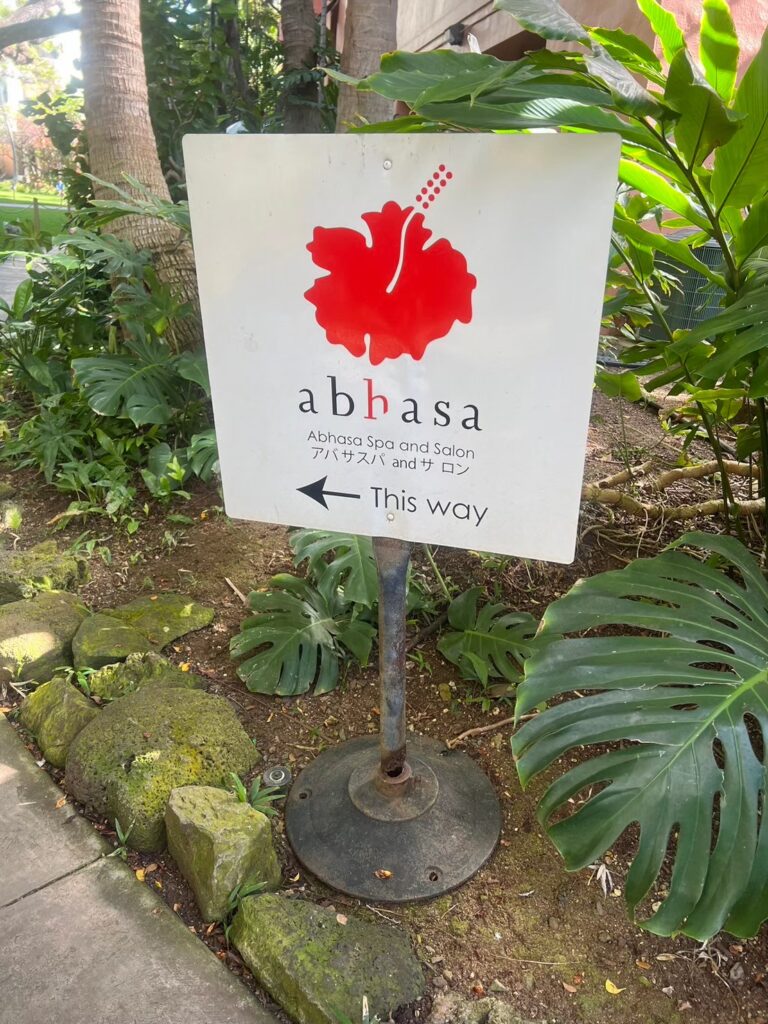 abhasa
Abhasa Spa and Salon
アバサスパ and サ ロン
This way